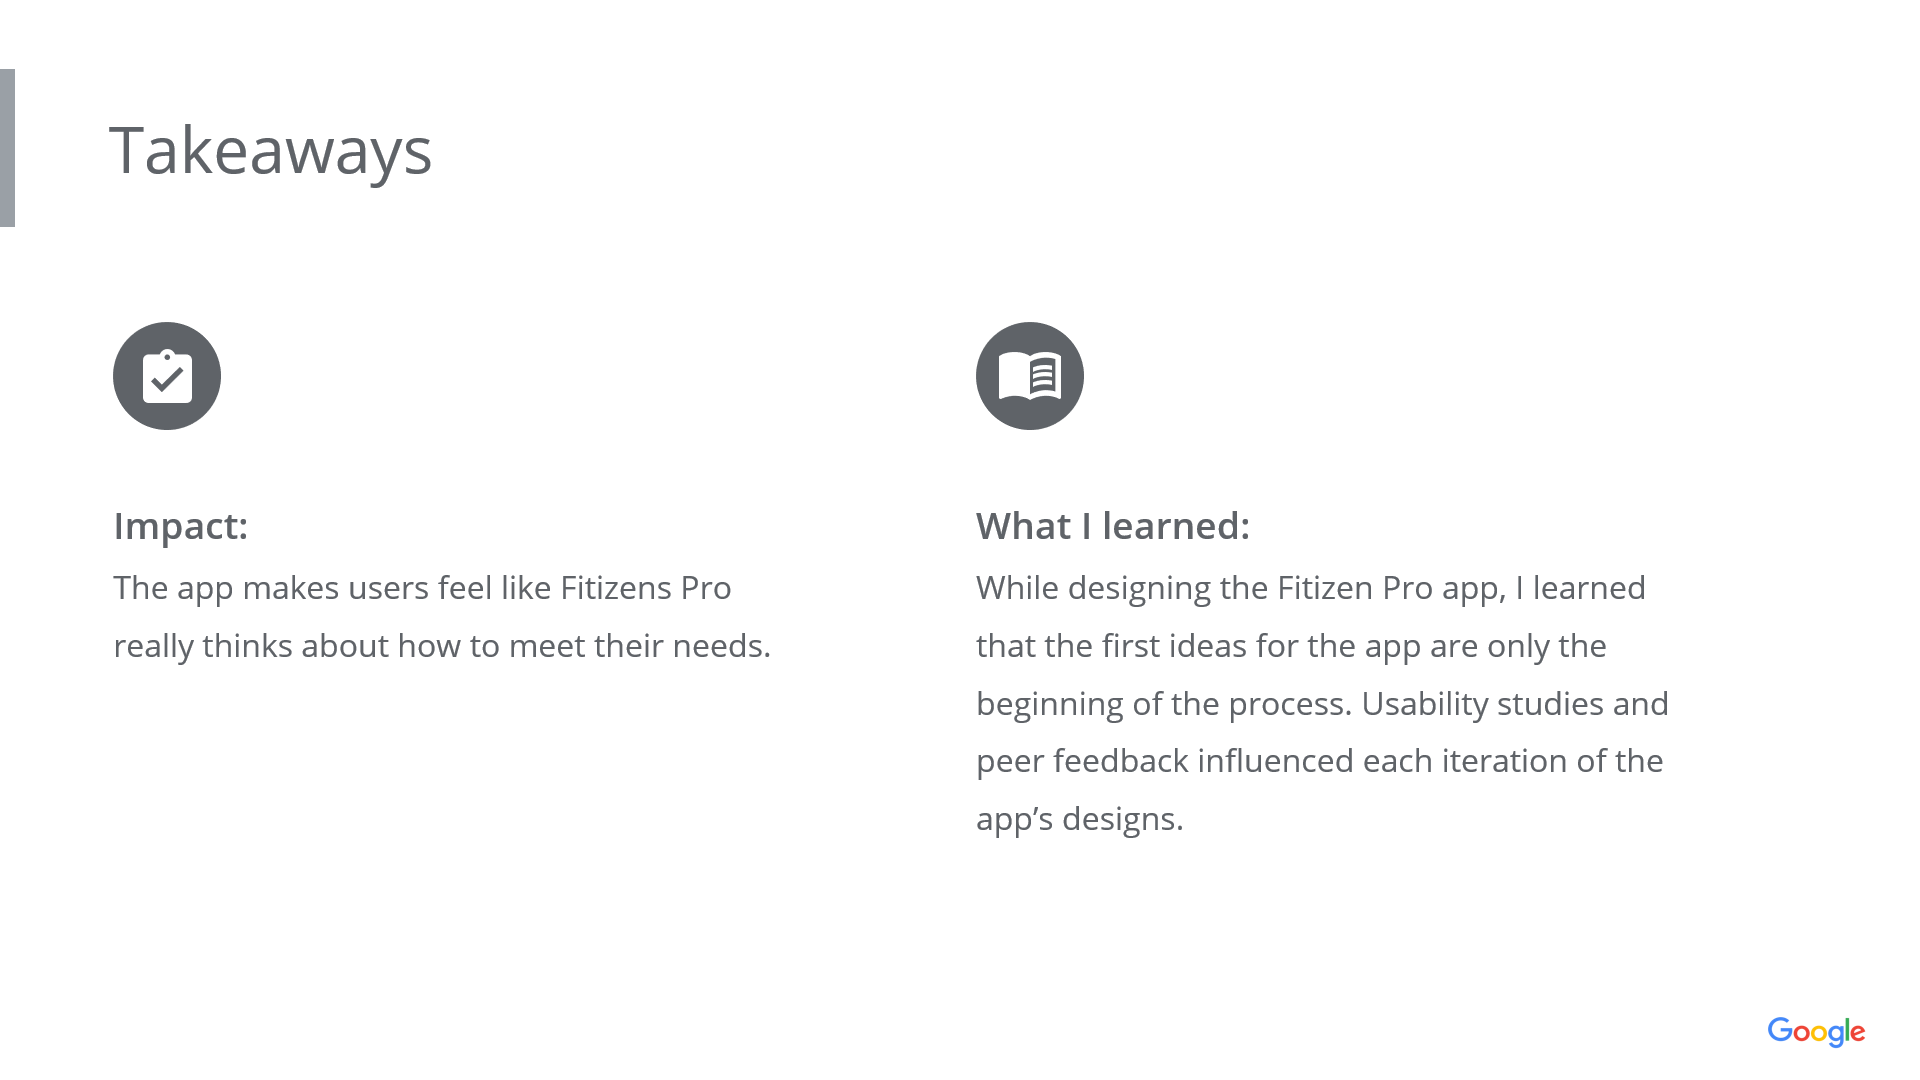 Takeaways
Impact:
The app makes users feel like Fitizens Pro
really thinks about how to meet their needs.
What I learned:
While designing the Fitizen Pro app, I learned
that the first ideas for the app are only the
beginning of the process. Usability studies and
peer feedback influenced each iteration of the
app’s designs.
Google